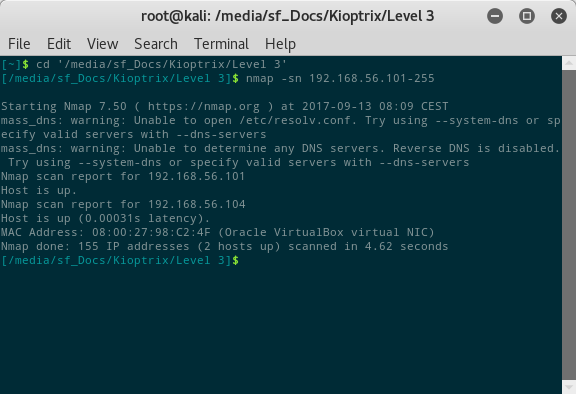 root@kali: /media/sf_Docs/Kioptrix/Level 3
File Edit View Search Terminal Help
[~]$ cd '/media/sf_Docs/Kioptrix/Level 3'
[/media/sf_Docs/Kioptrix/Level 3]$ nmap -sn 192.168.56.101-255
Starting Nmap 7.50 ( https://nmap.org ) at 2017-09-13 08:09 CEST
mass_dns: warning: Unable to open /etc/resolv.conf. Try using --system-dns or sp
ecify valid servers with --dns-servers
mass_dns: warning: Unable to determine any DNS servers. Reverse DNS is disabled.
 Try using --system-dns or specify valid servers with --dns-servers
Nmap scan report for 192.168.56.101
Host is up.
Nmap scan report for 192.168.56.104
Host is up (0.00031s latency).
MAC Address: 08:00:27:98:C2:4F (Oracle VirtualBox virtual NIC)
Nmap done: 155 IP addresses (2 hosts up) scanned in 4.62 seconds
[/media/sf_Docs/Kioptrix/Level 3]$